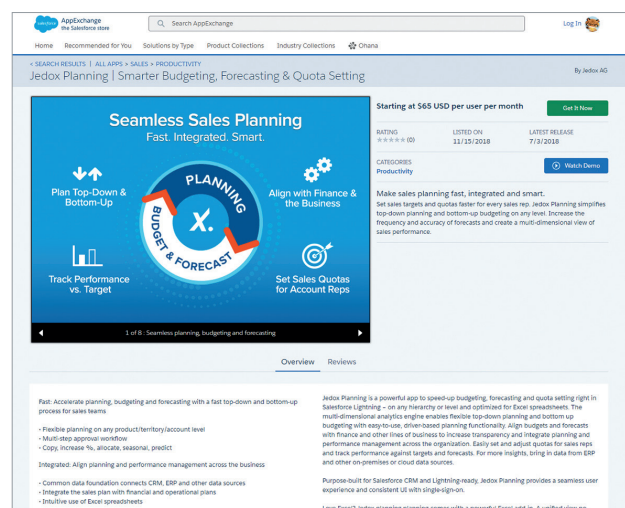 salesforce
AppExchange
the Salesforce store
Search AppExchange
Log In
Home Recommended for You Solutions by Type Product Collections Industry Collections Ohana
< SEARCH RESULTS | ALL APPS > SALES > PRODUCTIVITY
Jedox Planning | Smarter Budgeting, Forecasting & Quota Setting
By Jedox AG
Seamless Sales Planning
Fast. Integrated. Smart.
Plan Top-Down &
Bottom-Up
Align with Finance &
the Business
PLANNING
BUDGET & FORECAST
X.
Track Performance
vs. Target
Set Sales Quotas
for Account Reps
1 of 8 : Seamless planning, budgeting and forecasting
Starting at $65 USD per user per month
Get It Now
RATING LISTED ON LATEST RELEASE
(0) 11/15/2018 7/3/2018
CATEGORIES
Productivity
Watch Demo
Make sales planning fast, integrated and smart.
Set sales targets and quotas faster for every sales rep. Jedox Planning simplifies
top-down planning and bottom-up budgeting on any level. Increase the
frequency and accuracy of forecasts and create a multi-dimensional view of
sales performance.
Overview Reviews
Fast: Accelerate planning, budgeting and forecasting with a fast top-down and bottom-up
process for sales teams
- Flexible planning on any product/territory/account level
- Multi-step approval workflow
- Copy, increase %, allocate, seasonal, predict
Integrated: Align planning and performance management across the business
- Common data foundation connects CRM, ERP and other data sources
- Integrate the sales plan with financial and operational plans
- Intuitive use of Excel spreadsheets
Jedox Planning is a powerful app to speed-up budgeting, forecasting and quota setting right in
Salesforce Lightning – on any hierarchy or level and optimized for Excel spreadsheets. The
multi-dimensional analytics engine enables flexible top-down planning and bottom up
budgeting with easy-to-use, driver-based planning functionality. Align budgets and forecasts
with finance and other lines of business to increase transparency and integrate planning and
performance management across the organization. Easily set and adjust quotas for sales reps
and track performance against targets and forecasts. For more insights, bring in data from ERP
and other on-premises or cloud data sources.
Purpose-built for Salesforce CRM and Lightning-ready, Jedox Planning provides a seamless user
experience and consistent UI with single-sign-on.